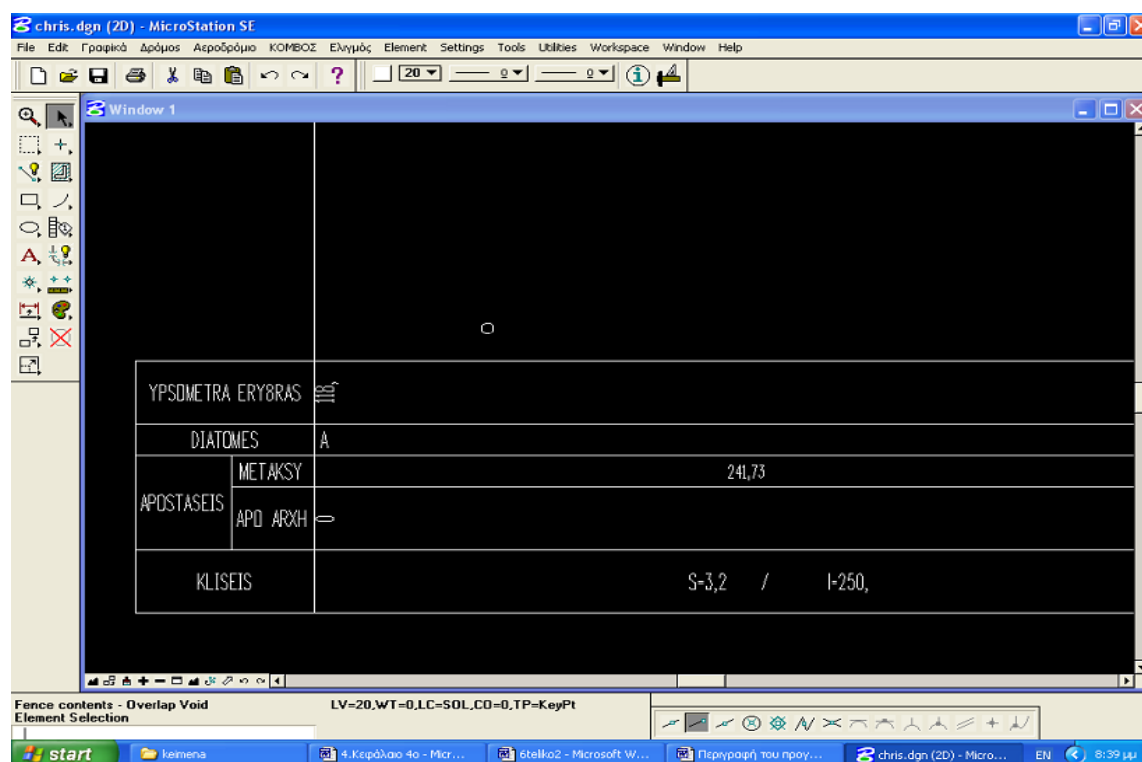 chris.dgn (2D) - MicroStation SE
File Edit Γραφικά Δρόμος Αεροδρόμιο ΚΟΜΒΟΣ Ελιγμός Element Settings Tools Utilities Workspace Window Help
20 0 0
Window 1
YPSOMETRA ERY8RAS
DIATOMES A
METAKSY 241,73
APOSTASEIS
APO ARXH 0
KLISEIS S=3,2 / l=250,
Fence contents - Overlap Void LV=20,WT=0,LC=SOL,CO=0,TP=KeyPt
Element Selection
start keimena 4.Κεφάλαιο 4ο - Micr... 6teliko2 - Microsoft W... Περιγραφή του προγ... chris.dgn (2D) - Micro... EN 8:39 μμ